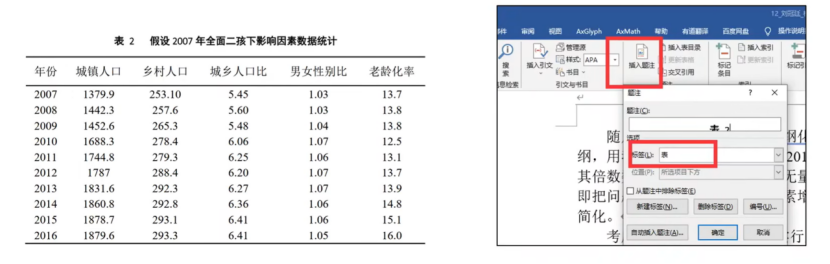 表 2 假设 2007 年全面二孩下影响因素数据统计
年份 城镇人口 乡村人口 城乡人口比 男女性别比 老龄化率
2007 1379.9 253.10 5.45 1.03 13.7
2008 1442.3 257.6 5.60 1.03 13.8
2009 1452.6 265.3 5.48 1.04 13.8
2010 1688.3 278.4 6.06 1.07 12.5
2011 1744.8 279.3 6.25 1.06 13.1
2012 1787 288.4 6.20 1.07 13.7
2013 1831.6 292.3 6.27 1.07 13.9
2014 1860.8 292.8 6.36 1.06 14.8
2015 1878.7 293.1 6.41 1.06 15.1
2016 1879.6 293.3 6.41 1.05 16.0
审阅 视图 AxGlyph AxMath 帮助 有道翻译 百度网盘 操作说明
搜索
信息检索
插入引文
管理源
样式: APA
书目
引文与书目
插入题注
插入表目录
更新表格
交叉引用
标记条目
插入索引
更新索引
标记引
题注
? ×
题注(C):
表 2
选项
标签(L): 表
位置(P): 所选项目下方
从题注中排除标签(E)
新建标签(N)... 删除标签(D) 编号(U)...
自动插入题注(A)... 确定 取消
随
纲，用
其倍数
即把问
简化。
考
钢化
201
无量
素增
行